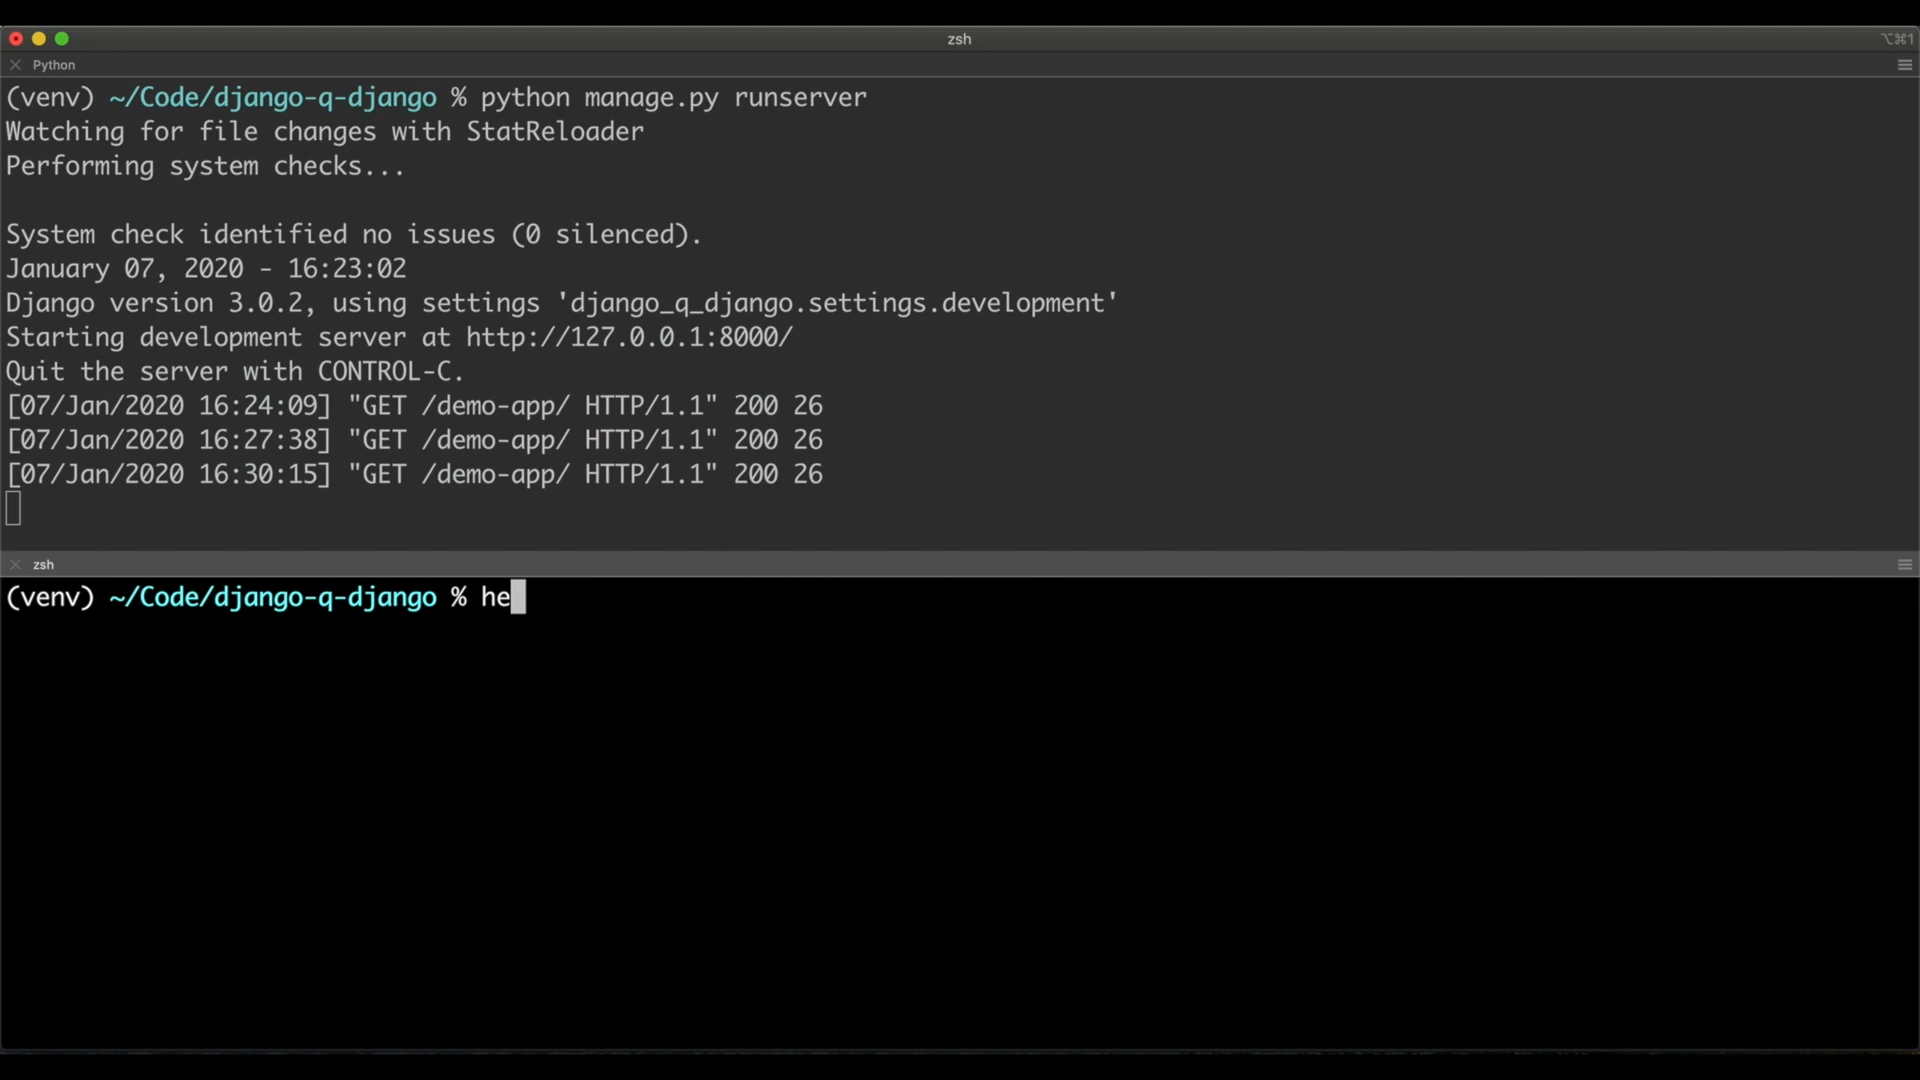 zsh
⌥⌘1
Python
(venv) ~/Code/django-q-django % python manage.py runserver
Watching for file changes with StatReloader
Performing system checks...
System check identified no issues (0 silenced).
January 07, 2020 - 16:23:02
Django version 3.0.2, using settings 'django_q_django.settings.development'
Starting development server at http://127.0.0.1:8000/
Quit the server with CONTROL-C.
[07/Jan/2020 16:24:09] "GET /demo-app/ HTTP/1.1" 200 26
[07/Jan/2020 16:27:38] "GET /demo-app/ HTTP/1.1" 200 26
[07/Jan/2020 16:30:15] "GET /demo-app/ HTTP/1.1" 200 26
zsh
(venv) ~/Code/django-q-django % he